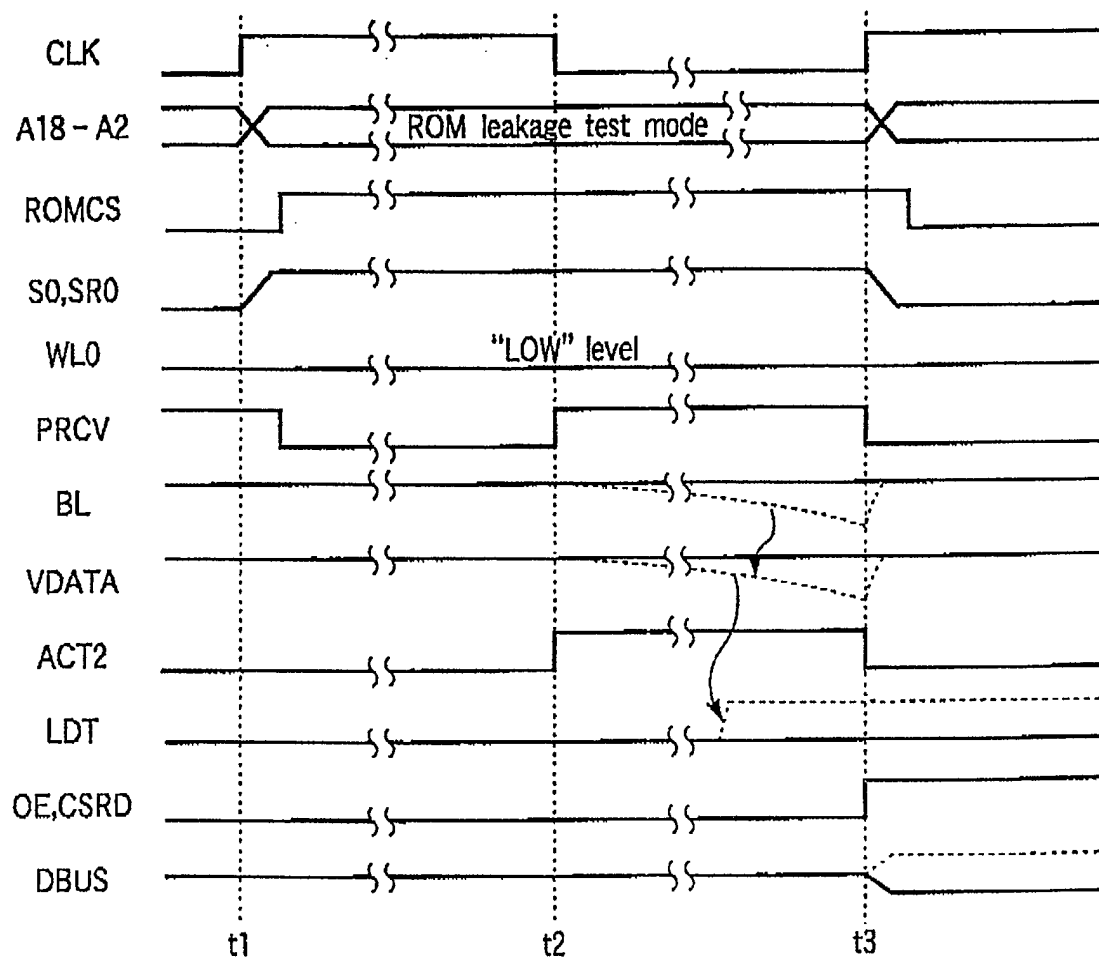 CLK
A18-A2
ROM leakage test mode
ROMCS
S0,SR0
WL0
“LOW” level
PRCV
BL
VDATA
ACT2
LDT
OE,CSRD
DBUS
t1 t2 t3